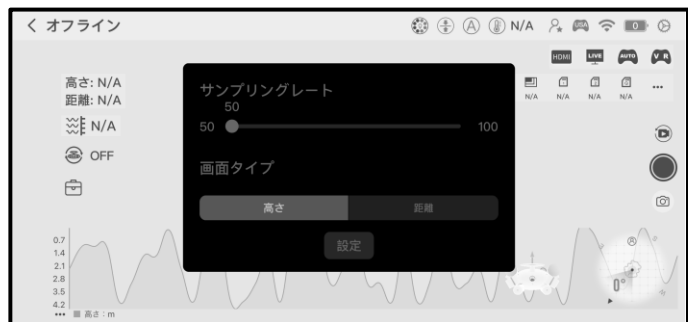 オフライン
N/A
USA
0
HDMI
LIVE
AUTO
V R
高さ: N/A
距離: N/A
N/A
OFF
N/A
N/A
N/A
N/A
サンプリングレート
50
50
100
画面タイプ
高さ
距離
設定
0.7
1.4
2.1
2.8
3.5
4.2
高さ : m
0°